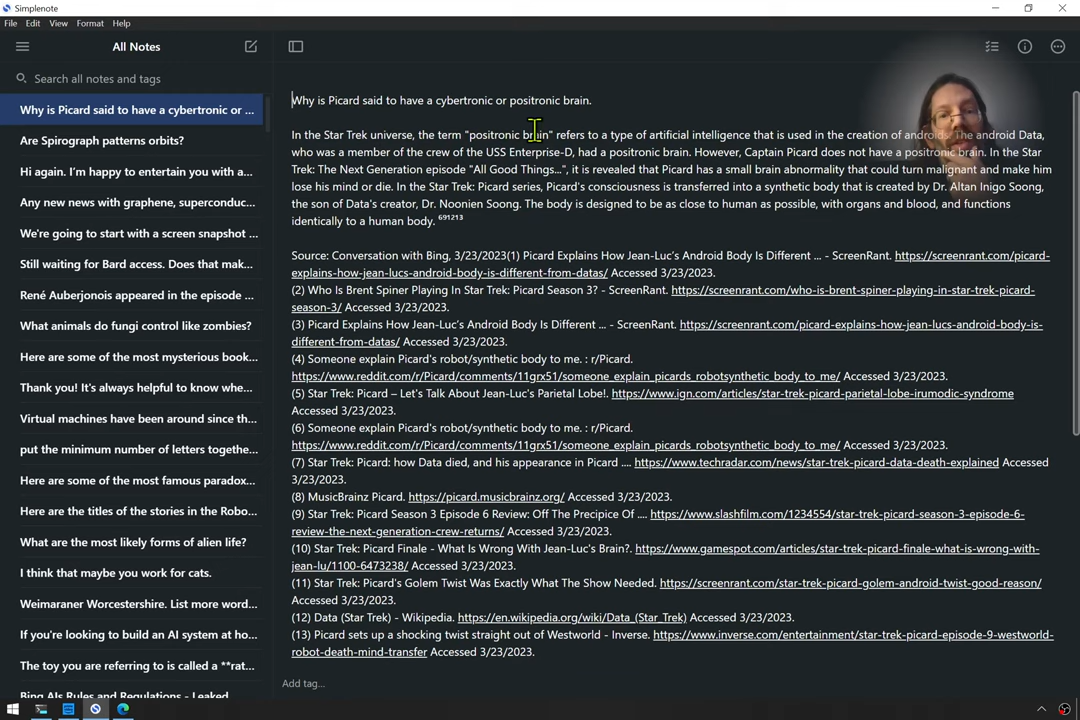 Simplenote
File Edit View Format Help
All Notes
Search all notes and tags
Why is Picard said to have a cybertronic or ...
Are Spirograph patterns orbits?
Hi again. I'm happy to entertain you with a...
Any new news with graphene, superconduc...
We're going to start with a screen snapshot ...
Still waiting for Bard access. Does that mak...
René Auberjonois appeared in the episode ...
What animals do fungi control like zombies?
Here are some of the most mysterious book...
Thank you! It's always helpful to know whe...
Virtual machines have been around since th...
put the minimum number of letters togethe...
Here are some of the most famous paradox...
Here are the titles of the stories in the Robo...
What are the most likely forms of alien life?
I think that maybe you work for cats.
Weimaraner Worcestershire. List more word...
If you're looking to build an AI system at ho...
The toy you are referring to is called a **rat...
Bing AIs Rules and Regulations - Leaked
Why is Picard said to have a cybertronic or positronic brain.
In the Star Trek universe, the term "positronic brain" refers to a type of artificial intelligence that is used in the creation of androids. The android Data,
who was a member of the crew of the USS Enterprise-D, had a positronic brain. However, Captain Picard does not have a positronic brain. In the Star
Trek: The Next Generation episode "All Good Things...", it is revealed that Picard has a small brain abnormality that could turn malignant and make him
lose his mind or die. In the Star Trek: Picard series, Picard's consciousness is transferred into a synthetic body that is created by Dr. Altan Inigo Soong,
the son of Data's creator, Dr. Noonien Soong. The body is designed to be as close to human as possible, with organs and blood, and functions
identically to a human body. ⁶⁹¹²¹³
Source: Conversation with Bing, 3/23/2023(1) Picard Explains How Jean-Luc's Android Body Is Different ... - ScreenRant. https://screenrant.com/picard-
explains-how-jean-lucs-android-body-is-different-from-datas/ Accessed 3/23/2023.
(2) Who Is Brent Spiner Playing In Star Trek: Picard Season 3? - ScreenRant. https://screenrant.com/who-is-brent-spiner-playing-in-star-trek-picard-
season-3/ Accessed 3/23/2023.
(3) Picard Explains How Jean-Luc's Android Body Is Different ... - ScreenRant. https://screenrant.com/picard-explains-how-jean-lucs-android-body-is-
different-from-datas/ Accessed 3/23/2023.
(4) Someone explain Picard's robot/synthetic body to me. : r/Picard.
https://www.reddit.com/r/Picard/comments/11grx51/someone_explain_picards_robotsynthetic_body_to_me/ Accessed 3/23/2023.
(5) Star Trek: Picard – Let's Talk About Jean-Luc's Parietal Lobe!. https://www.ign.com/articles/star-trek-picard-parietal-lobe-irumodic-syndrome
Accessed 3/23/2023.
(6) Someone explain Picard's robot/synthetic body to me. : r/Picard.
https://www.reddit.com/r/Picard/comments/11grx51/someone_explain_picards_robotsynthetic_body_to_me/ Accessed 3/23/2023.
(7) Star Trek: Picard: how Data died, and his appearance in Picard .... https://www.techradar.com/news/star-trek-picard-data-death-explained Accessed
3/23/2023.
(8) MusicBrainz Picard. https://picard.musicbrainz.org/ Accessed 3/23/2023.
(9) Star Trek: Picard Season 3 Episode 6 Review: Off The Precipice Of .... https://www.slashfilm.com/1234554/star-trek-picard-season-3-episode-6-
review-the-next-generation-crew-returns/ Accessed 3/23/2023.
(10) Star Trek: Picard Finale - What Is Wrong With Jean-Luc's Brain?. https://www.gamespot.com/articles/star-trek-picard-finale-what-is-wrong-with-
jean-lu/1100-6473238/ Accessed 3/23/2023.
(11) Star Trek: Picard's Golem Twist Was Exactly What The Show Needed. https://screenrant.com/star-trek-picard-golem-android-twist-good-reason/
Accessed 3/23/2023.
(12) Data (Star Trek) - Wikipedia. https://en.wikipedia.org/wiki/Data_(Star_Trek) Accessed 3/23/2023.
(13) Picard sets up a shocking twist straight out of Westworld - Inverse. https://www.inverse.com/entertainment/star-trek-picard-episode-9-westworld-
robot-death-mind-transfer Accessed 3/23/2023.
Add tag...